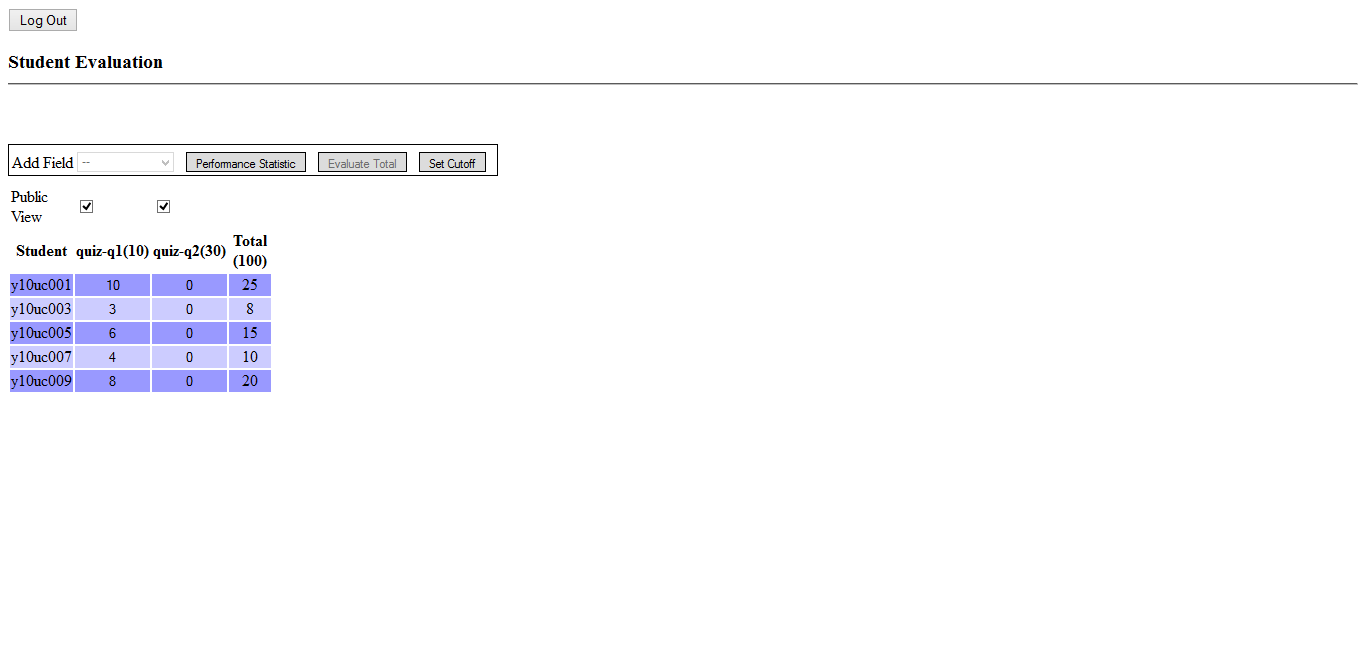 Log Out
Student Evaluation
Add Field -- Performance Statistic Evaluate Total Set Cutoff
Public
View
Student quiz-q1(10) quiz-q2(30) Total
(100)
y10uc001 10 0 25
y10uc003 3 0 8
y10uc005 6 0 15
y10uc007 4 0 10
y10uc009 8 0 20